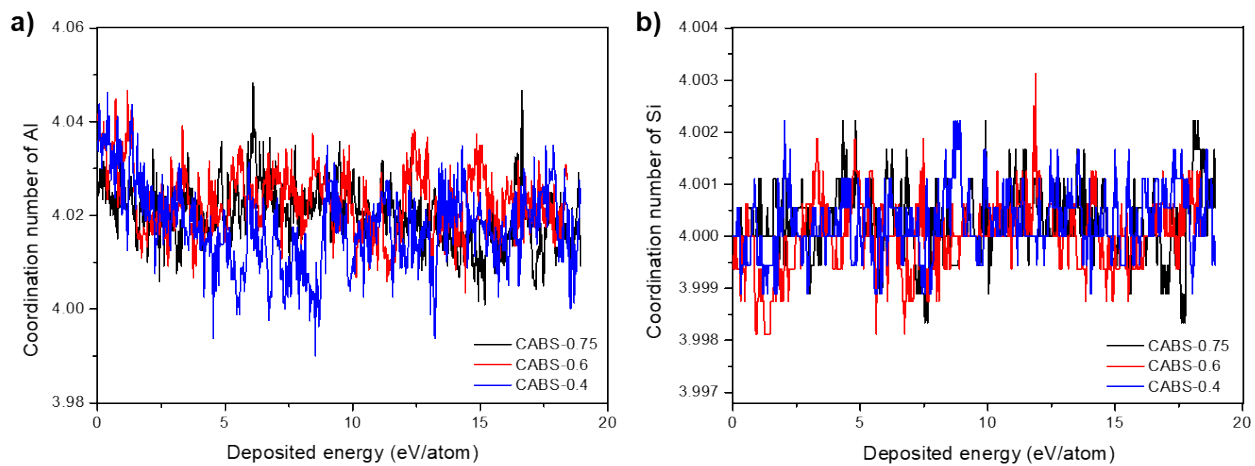 a)
4.06
4.04
4.02
4.00
3.98
Coordination number of Al
0
5
10
15
20
Deposited energy (eV/atom)
CABS-0.75
CABS-0.6
CABS-0.4
b)
4.004
4.003
4.002
4.001
4.000
3.999
3.998
3.997
Coordination number of Si
0
5
10
15
20
Deposited energy (eV/atom)
CABS-0.75
CABS-0.6
CABS-0.4